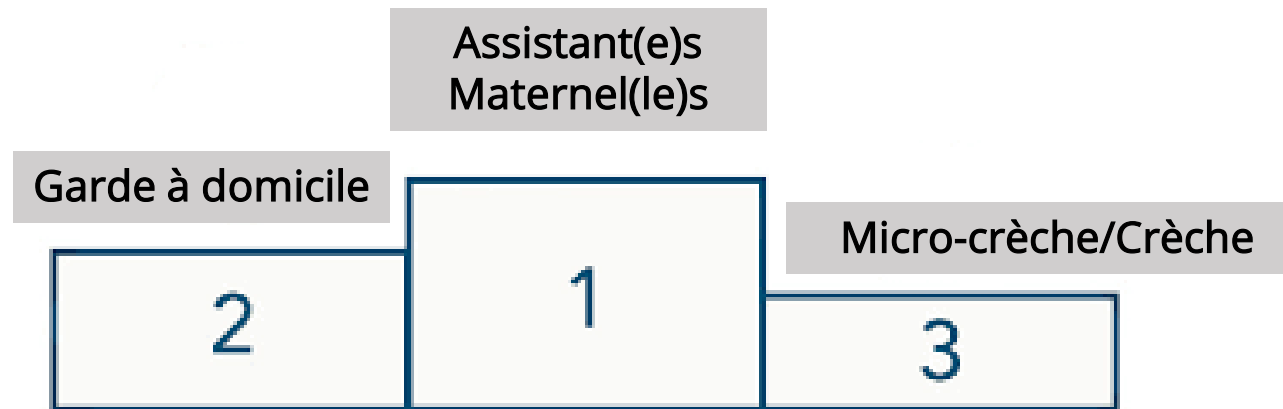 Assistant(e)s
Maternel(le)s
Garde à domicile
Micro-crèche/Crèche
2
1
3